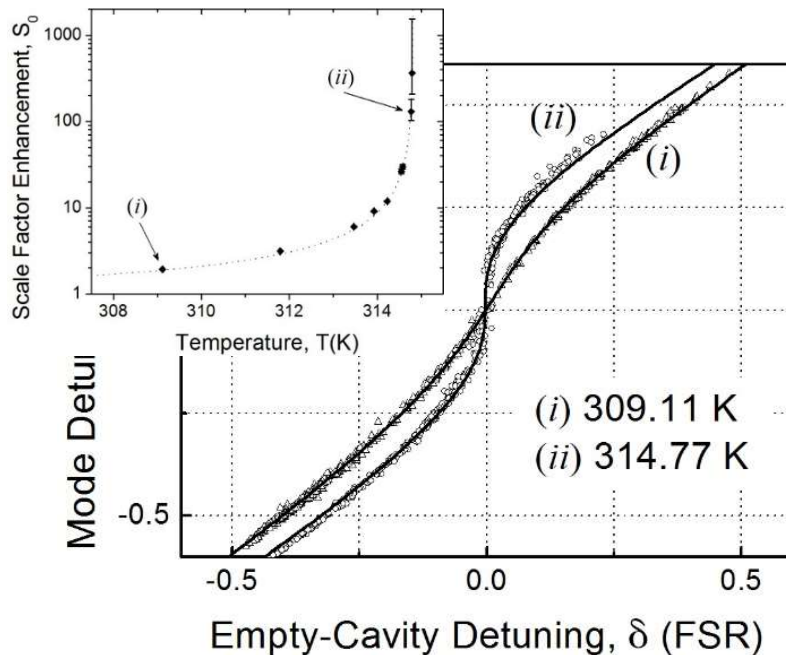 Scale Factor Enhancement, S0
1000
100
10
1
(ii)
(i)
308 310 312 314
Temperature, T(K)
(ii)
(i)
(i) 309.11 K
(ii) 314.77 K
Mode
-0.5
-0.5 0.0 0.5
Empty-Cavity Detuning, δ (FSR)